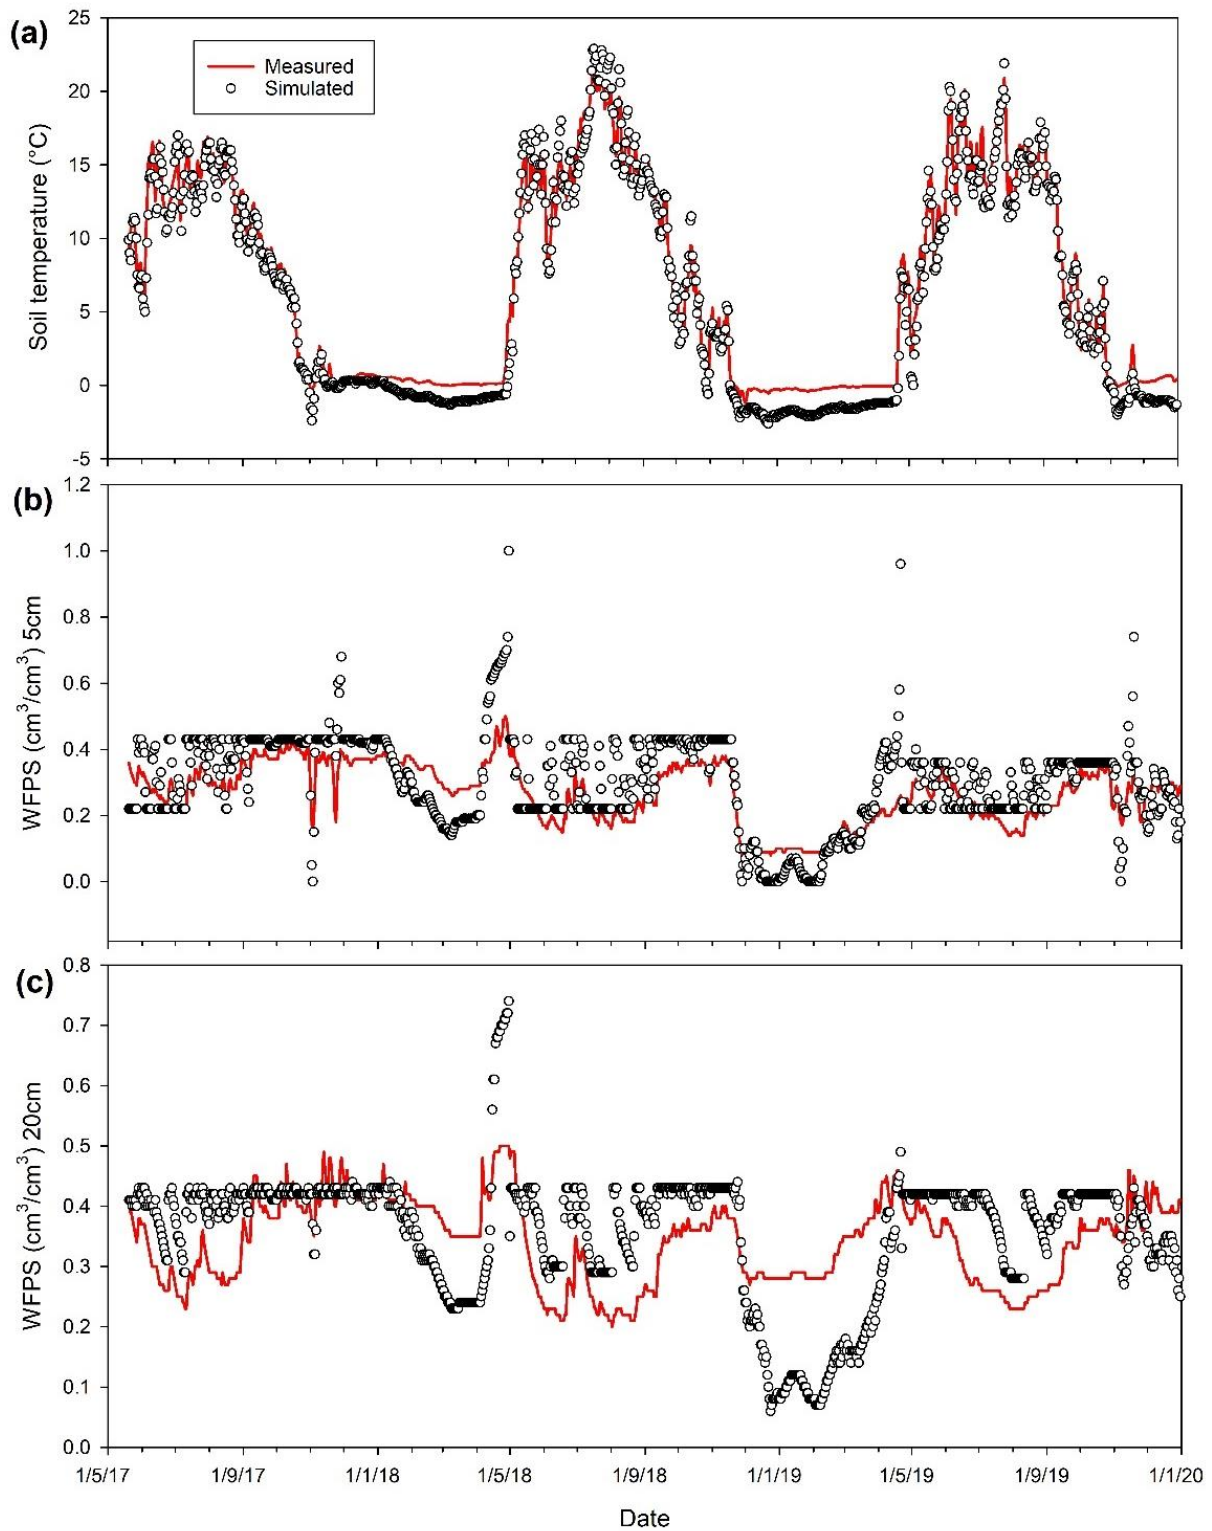 (a)
25
20
15
10
5
0
-5
Soil temperature (°C)
Measured
Simulated
(b)
1.2
1.0
0.8
0.6
0.4
0.2
0.0
WFPS (cm³/cm³) 5cm
(c)
0.8
0.7
0.6
0.5
0.4
0.3
0.2
0.1
0.0
WFPS (cm³/cm³) 20cm
1/5/17 1/9/17 1/1/18 1/5/18 1/9/18 1/1/19 1/5/19 1/9/19 1/1/20
Date